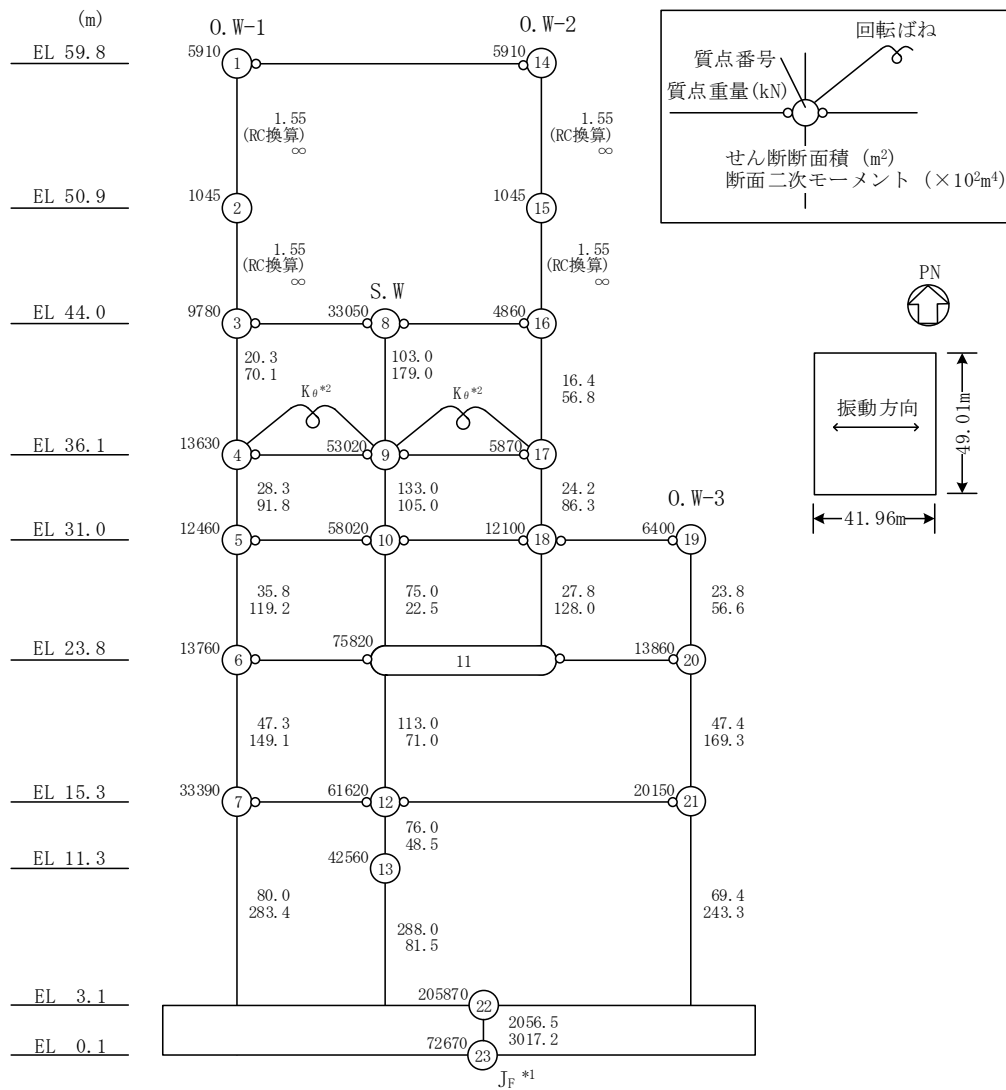 (m)
O.W-1
O.W-2
EL 59.8
5910
1
5910
14
1.55
(RC換算)
∞
1.55
(RC換算)
∞
EL 50.9
1045
2
1045
15
1.55
(RC換算)
∞
1.55
(RC換算)
∞
S.W
EL 44.0
9780
3
33050
8
4860
16
20.3
70.1
103.0
179.0
16.4
56.8
Kθ*2
Kθ*2
EL 36.1
13630
4
53020
9
5870
17
28.3
91.8
133.0
105.0
24.2
86.3
O.W-3
EL 31.0
12460
5
58020
10
12100
18
6400
19
35.8
119.2
75.0
22.5
27.8
128.0
23.8
56.6
EL 23.8
13760
6
75820
11
13860
20
47.3
149.1
113.0
71.0
47.4
169.3
EL 15.3
33390
7
61620
12
20150
21
76.0
48.5
EL 11.3
42560
13
80.0
283.4
288.0
81.5
69.4
243.3
EL 3.1
205870
22
2056.5
3017.2
EL 0.1
72670
23
JF *1
回転ばね
質点番号
質点重量(kN)
せん断断面積 (m²)
断面二次モーメント (×10²m⁴)
PN
振動方向
49.01m
41.96m